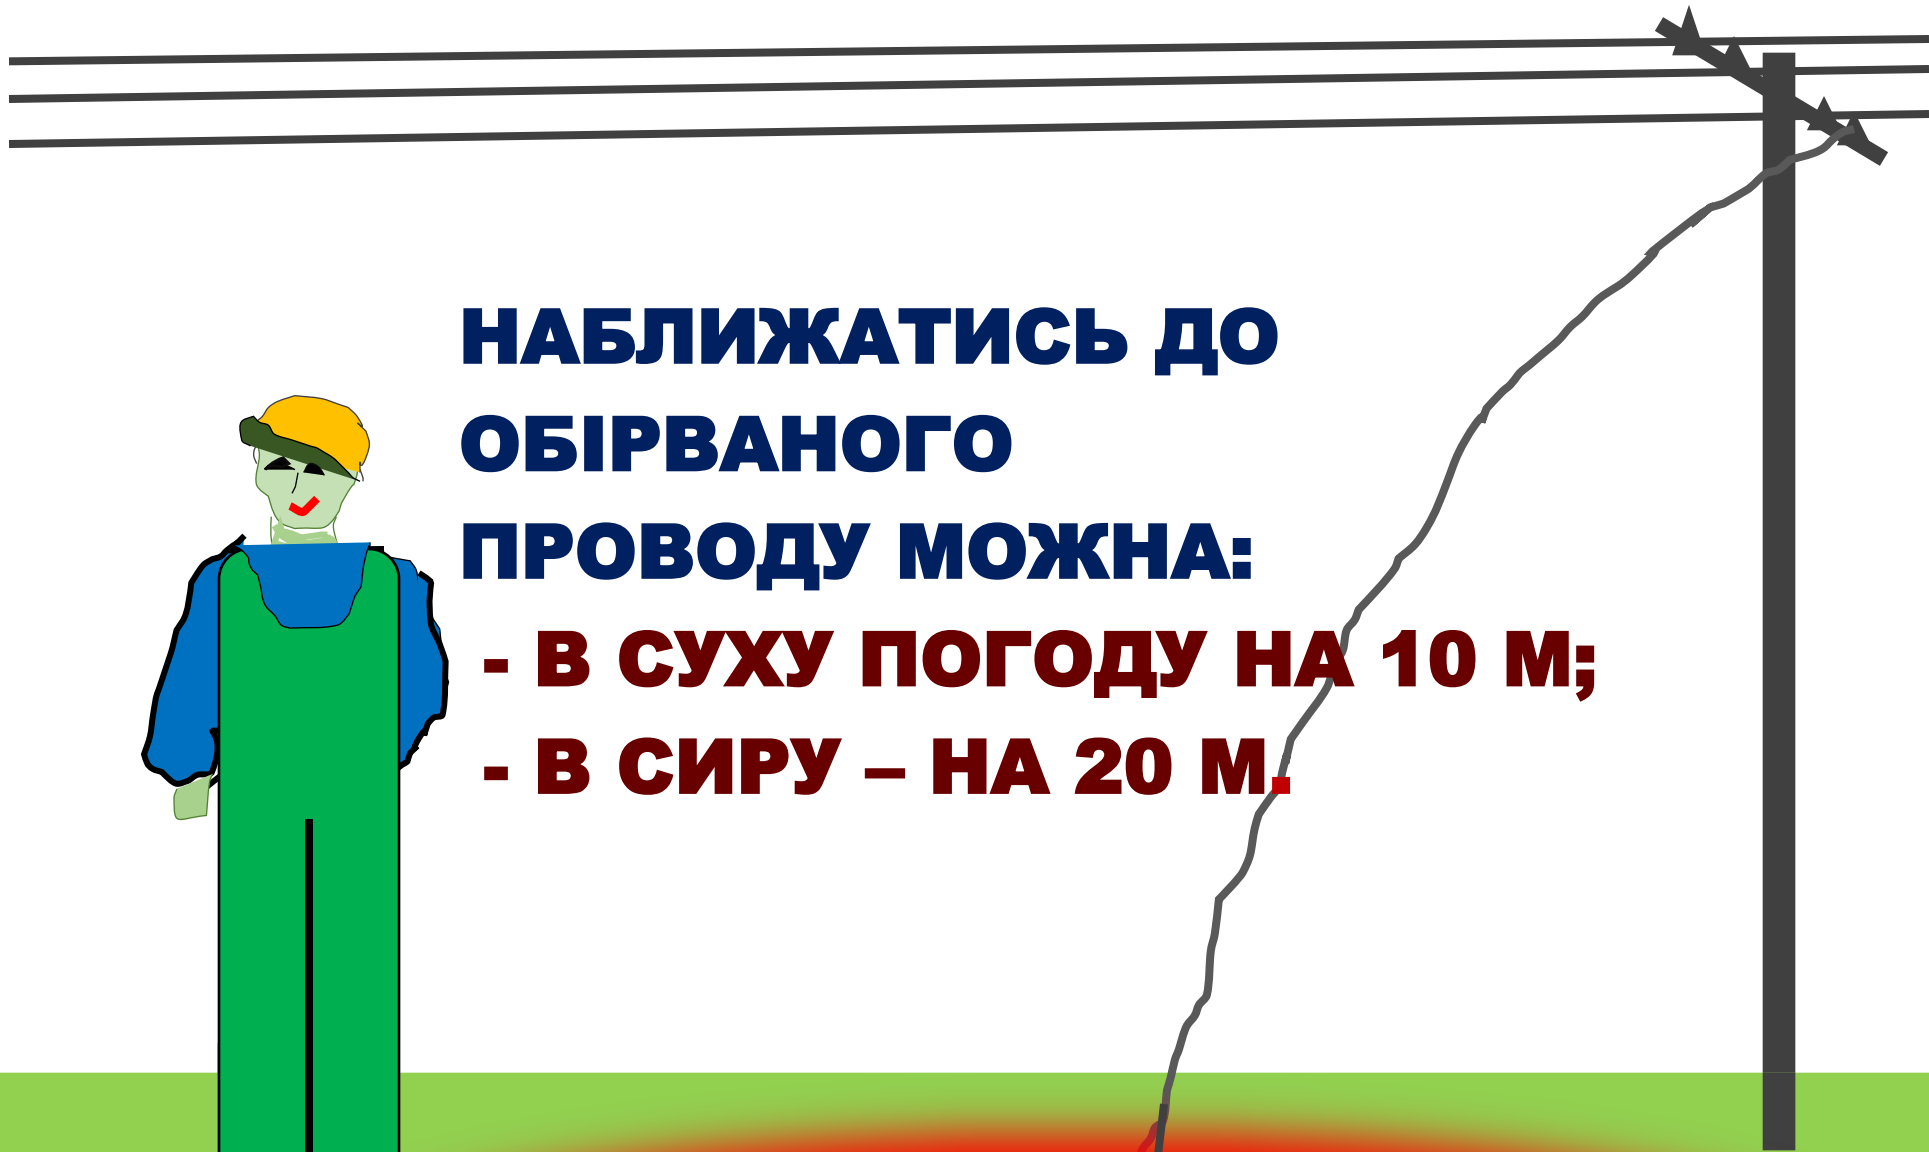 НАБЛИЖАТИСЬ ДО
ОБІРВАНОГО
ПРОВОДУ МОЖНА:
- В СУХУ ПОГОДУ НА 10 М;
- В СИРУ – НА 20 М.